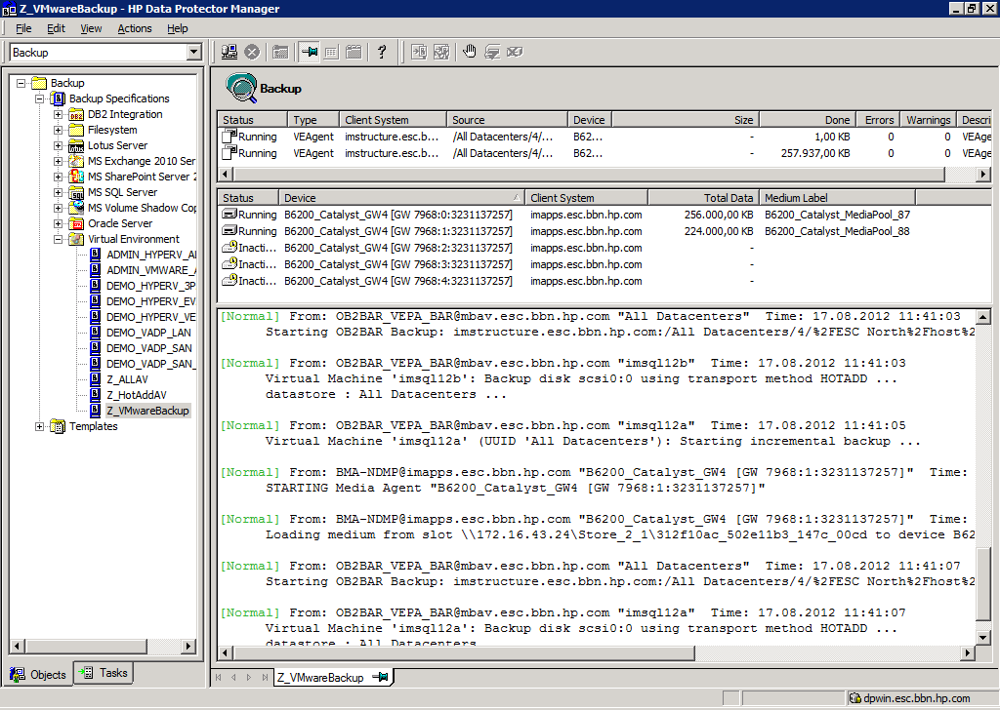 Z_VMwareBackup - HP Data Protector Manager
File Edit View Actions Help
Backup
Backup
Backup Specifications
DB2 Integration
Filesystem
Lotus Server
MS Exchange 2010 Ser
MS SharePoint Server 2
MS SQL Server
MS Volume Shadow Cop
Oracle Server
Virtual Environment
ADMIN_HYPERV_AI
ADMIN_VMWARE_A
DEMO_HYPERV_3P
DEMO_HYPERV_EV
DEMO_HYPERV_VE
DEMO_VADP_LAN
DEMO_VADP_SAN
DEMO_VADP_SAN_
Z_ALLAV
Z_HotAddAV
Z_VMwareBackup
Templates
Objects Tasks
Backup
Status Type Client System Source Device Size Done Errors Warnings Descri
Running VEAgent imstructure.esc.b... /All Datacenters/4/... B62... - 1,00 KB 0 0 VEAge
Running VEAgent imstructure.esc.b... /All Datacenters/4/... B62... - 257.937,00 KB 0 0 VEAge
Status Device Client System Total Data Medium Label
Running B6200_Catalyst_GW4 [GW 7968:0:3231137257] imapps.esc.bbn.hp.com 256.000,00 KB B6200_Catalyst_MediaPool_87
Running B6200_Catalyst_GW4 [GW 7968:1:3231137257] imapps.esc.bbn.hp.com 224.000,00 KB B6200_Catalyst_MediaPool_88
Inacti... B6200_Catalyst_GW4 [GW 7968:2:3231137257] imapps.esc.bbn.hp.com -
Inacti... B6200_Catalyst_GW4 [GW 7968:3:3231137257] imapps.esc.bbn.hp.com -
Inacti... B6200_Catalyst_GW4 [GW 7968:4:3231137257] imapps.esc.bbn.hp.com -
[Normal] From: OB2BAR_VEPA_BAR@mbav.esc.bbn.hp.com "All Datacenters" Time: 17.08.2012 11:41:03
Starting OB2BAR Backup: imstructure.esc.bbn.hp.com:/All Datacenters/4/%2FESC North%2Fhost%2
[Normal] From: OB2BAR_VEPA_BAR@mbav.esc.bbn.hp.com "imsql12b" Time: 17.08.2012 11:41:03
Virtual Machine 'imsql12b': Backup disk scsi0:0 using transport method HOTADD ...
datastore : All Datacenters ...
[Normal] From: OB2BAR_VEPA_BAR@mbav.esc.bbn.hp.com "imsql12a" Time: 17.08.2012 11:41:05
Virtual Machine 'imsql12a' (UUID 'All Datacenters'): Starting incremental backup ...
[Normal] From: BMA-NDMP@imapps.esc.bbn.hp.com "B6200_Catalyst_GW4 [GW 7968:1:3231137257]" Time:
STARTING Media Agent "B6200_Catalyst_GW4 [GW 7968:1:3231137257]"
[Normal] From: BMA-NDMP@imapps.esc.bbn.hp.com "B6200_Catalyst_GW4 [GW 7968:1:3231137257]" Time:
Loading medium from slot \\172.16.43.24\Store_2_1\312f10ac_502e11b3_147c_00cd to device B62
[Normal] From: OB2BAR_VEPA_BAR@mbav.esc.bbn.hp.com "All Datacenters" Time: 17.08.2012 11:41:07
Starting OB2BAR Backup: imstructure.esc.bbn.hp.com:/All Datacenters/4/%2FESC North%2Fhost%2
[Normal] From: OB2BAR_VEPA_BAR@mbav.esc.bbn.hp.com "imsql12a" Time: 17.08.2012 11:41:07
Virtual Machine 'imsql12a': Backup disk scsi0:0 using transport method HOTADD ...
datastore : All Datacenters
Z_VMwareBackup
dpwin.esc.bbn.hp.com